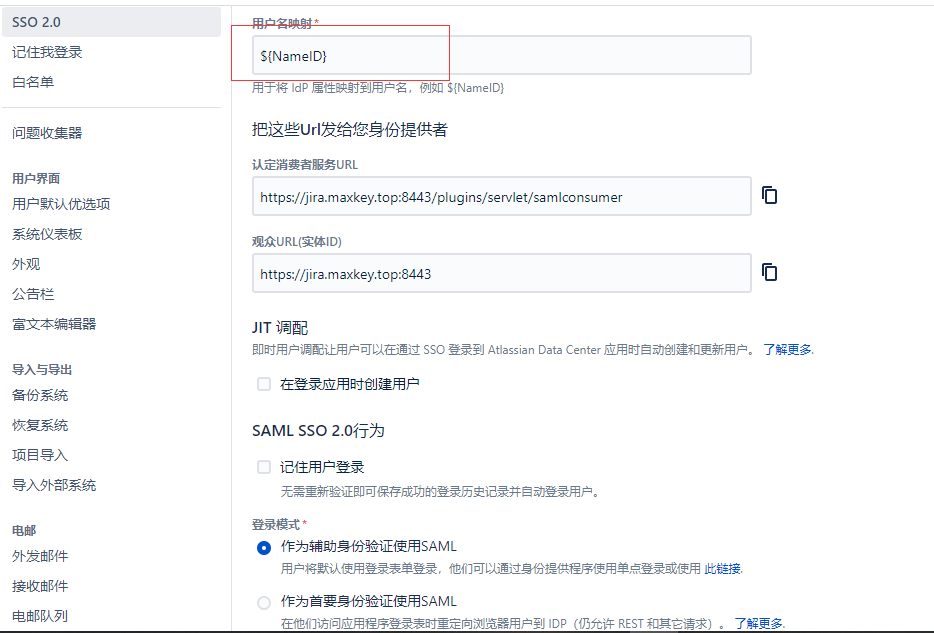 SSO 2.0
记住我登录
白名单
问题收集器
用户界面
用户默认优选项
系统仪表板
外观
公告栏
富文本编辑器
导入与导出
备份系统
恢复系统
项目导入
导入外部系统
电邮
外发邮件
接收邮件
电邮队列
用户名映射*
${NameID}
用于将 IdP 属性映射到用户名，例如 ${NameID}
把这些Url发给您身份提供者
认定消费者服务URL
https://jira.maxkey.top:8443/plugins/servlet/samlconsumer
观众URL(实体ID)
https://jira.maxkey.top:8443
JIT 调配
即时用户调配让用户可以在通过 SSO 登录到 Atlassian Data Center 应用时自动创建和更新用户。 了解更多.
在登录应用时创建用户
SAML SSO 2.0行为
记住用户登录
无需重新验证即可保存成功的登录历史记录并自动登录用户。
登录模式*
作为辅助身份验证使用SAML
用户将默认使用登录表单登录，他们可以通过身份提供程序使用单点登录或使用 此链接.
作为首要身份验证使用SAML
在他们访问应用程序登录表时重定向浏览器用户到 IDP（仍允许 REST 和其它请求）。 了解更多.